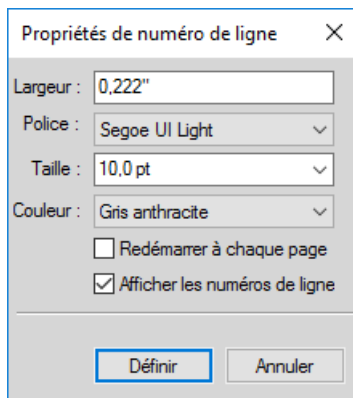 Propriétés de numéro de ligne
Largeur : 0,222"
Police : Segoe UI Light
Taille : 10,0 pt
Couleur : Gris anthracite
Redémarrer à chaque page
Afficher les numéros de ligne
Définir Annuler